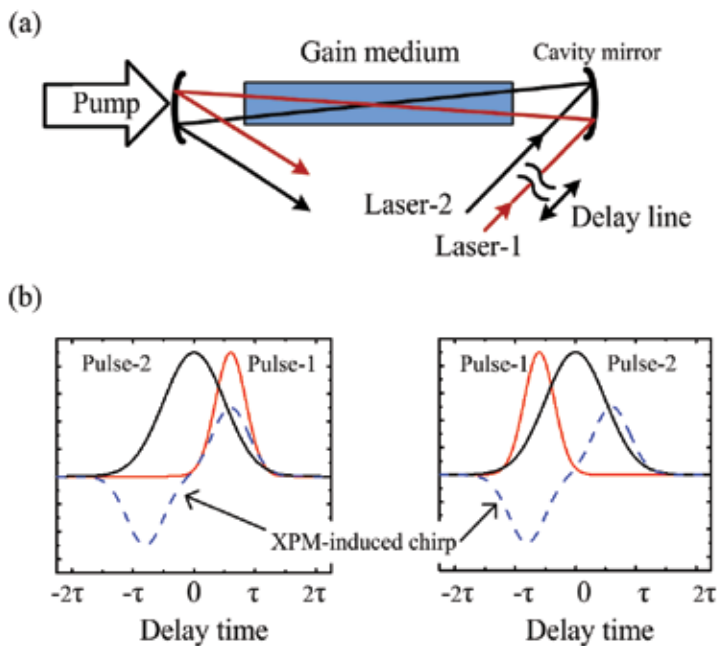 (a)
Gain medium
Cavity mirror
Pump
Laser-2
Delay line
Laser-1
(b)
Pulse-2 Pulse-1
Pulse-1 Pulse-2
XPM-induced chirp
-2τ -τ 0 τ 2τ
-2τ -τ 0 τ 2τ
Delay time
Delay time